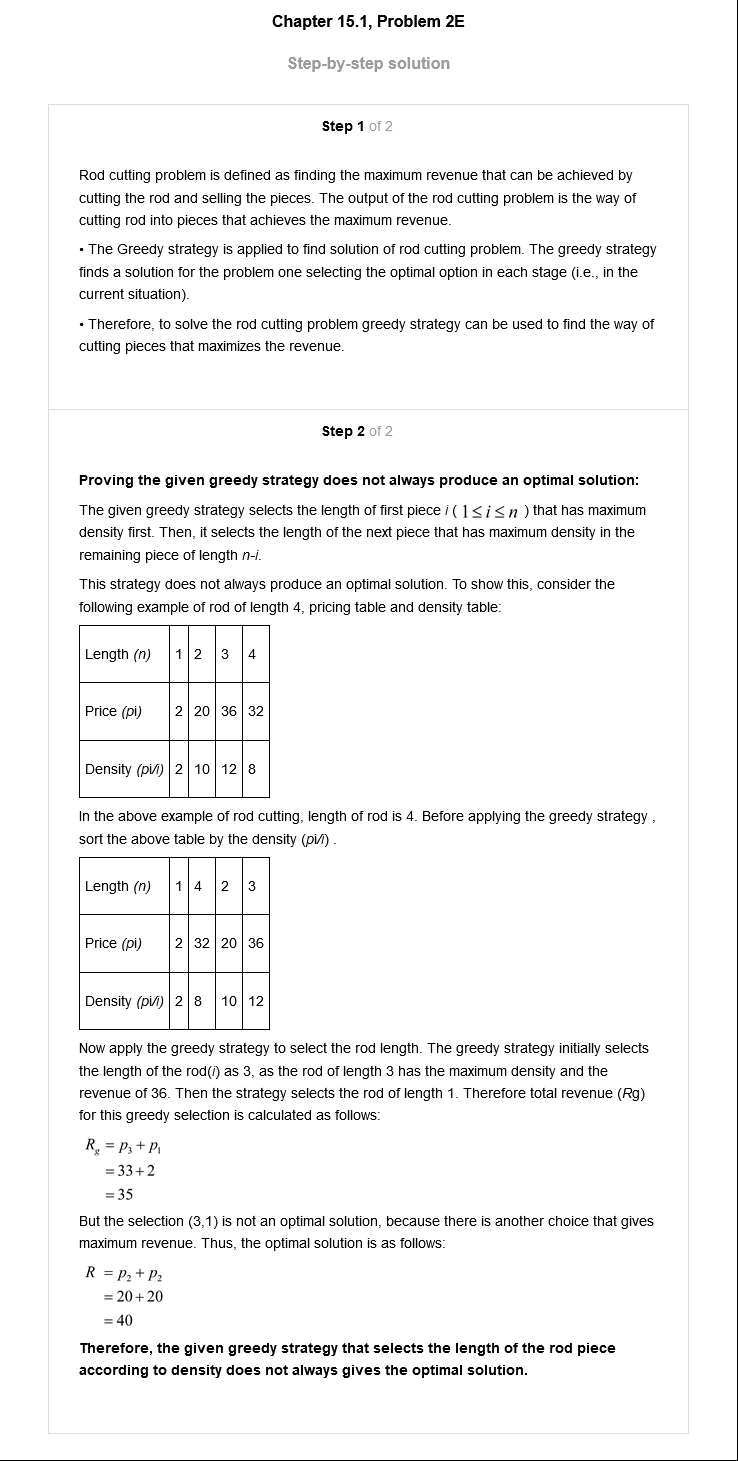 Chapter 15.1, Problem 2E
Step-by-step solution
Step 1 of 2
Rod cutting problem is defined as finding the maximum revenue that can be achieved by
cutting the rod and selling the pieces. The output of the rod cutting problem is the way of
cutting rod into pieces that achieves the maximum revenue.
• The Greedy strategy is applied to find solution of rod cutting problem. The greedy strategy
finds a solution for the problem one selecting the optimal option in each stage (i.e., in the
current situation).
• Therefore, to solve the rod cutting problem greedy strategy can be used to find the way of
cutting pieces that maximizes the revenue.
Step 2 of 2
Proving the given greedy strategy does not always produce an optimal solution:
The given greedy strategy selects the length of first piece i ( 1 ≤ i ≤ n ) that has maximum
density first. Then, it selects the length of the next piece that has maximum density in the
remaining piece of length n-i.
This strategy does not always produce an optimal solution. To show this, consider the
following example of rod of length 4, pricing table and density table:
Length (n) 1 2 3 4
Price (pi) 2 20 36 32
Density (pi/i) 2 10 12 8
In the above example of rod cutting, length of rod is 4. Before applying the greedy strategy ,
sort the above table by the density (pi/i) .
Length (n) 1 4 2 3
Price (pi) 2 32 20 36
Density (pi/i) 2 8 10 12
Now apply the greedy strategy to select the rod length. The greedy strategy initially selects
the length of the rod(i) as 3, as the rod of length 3 has the maximum density and the
revenue of 36. Then the strategy selects the rod of length 1. Therefore total revenue (Rg)
for this greedy selection is calculated as follows:
R_g = p_3 + p_1
= 33 + 2
= 35
But the selection (3,1) is not an optimal solution, because there is another choice that gives
maximum revenue. Thus, the optimal solution is as follows:
R = p_2 + p_2
= 20 + 20
= 40
Therefore, the given greedy strategy that selects the length of the rod piece
according to density does not always gives the optimal solution.